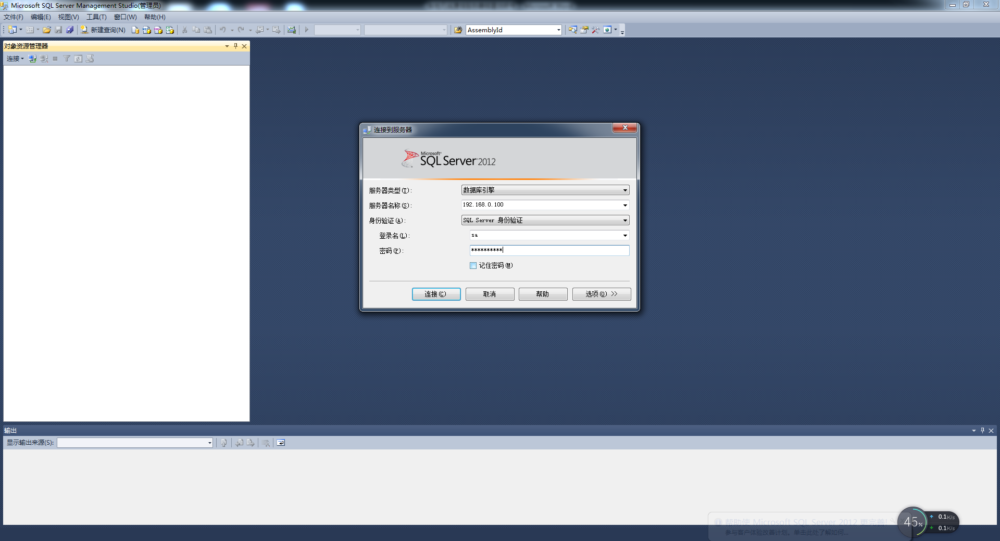 Microsoft SQL Server Management Studio(管理员)
文件(F) 编辑(E) 视图(V) 工具(T) 窗口(W) 帮助(H)
新建查询(N) AssemblyId
对象资源管理器
连接
连接到服务器
Microsoft
SQL Server 2012
服务器类型(T): 数据库引擎
服务器名称(S): 192.168.0.100
身份验证(A): SQL Server 身份验证
登录名(L): sa
密码(P): **********
记住密码(M)
连接(C) 取消 帮助 选项(O) >>
输出
显示输出来源(S):
帮助使 Microsoft SQL Server 2012 更完善!
参与客户体验改善计划。单击此处了解如何...
45%
0.1K/s
0.1K/s